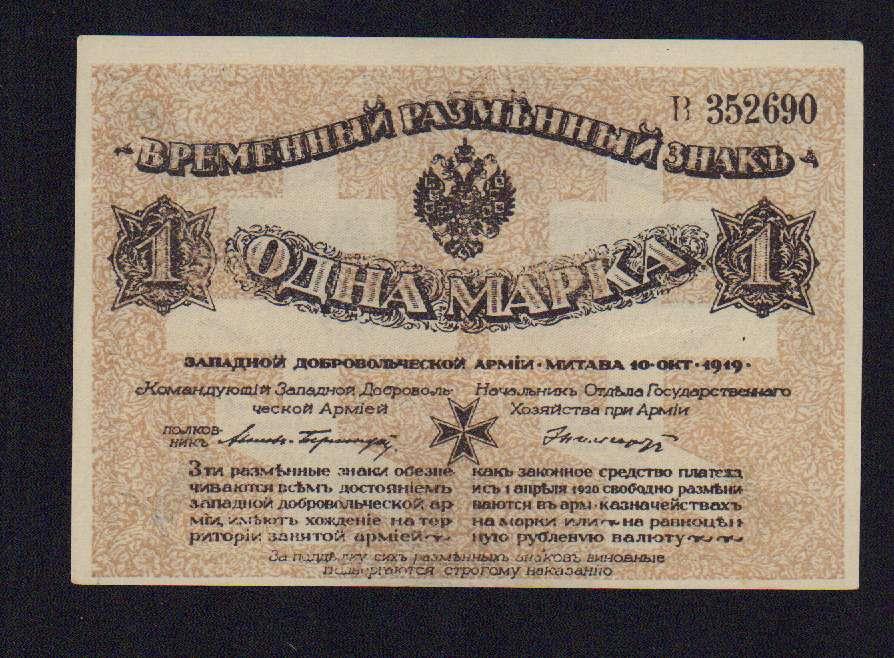 В 352690
ВРЕМЕННЫЙ РАЗМѢННЫЙ ЗНАКЪ
1 ОДНА МАРКА 1
ЗАПАДНОЙ ДОБРОВОЛЬЧЕСКОЙ АРМІИ · МИТАВА 10 · ОКТ · 1919 ·
Командующій Западной Доброволь-
ческой Арміей
Начальникъ Отдѣла Государственнаго
Хозяйства при Арміи
ПОЛКОВ-
НИКЪ
Эти размѣнные знаки обезпе-
чиваются всѣмъ достояніемъ
западной добровольческой ар-
міи, имѣютъ хожденіе на тер
риторіи занятой арміей
какъ законное средство платежа
и съ 1 апрѣля 1920 свободно размѣни-
ваются въ арм. казначействахъ
на марки или на равноцѣн-
ную рублевую валюту
За поддѣлку сихъ размѣнныхъ знаковъ виновные
подвергаются строгому наказанію